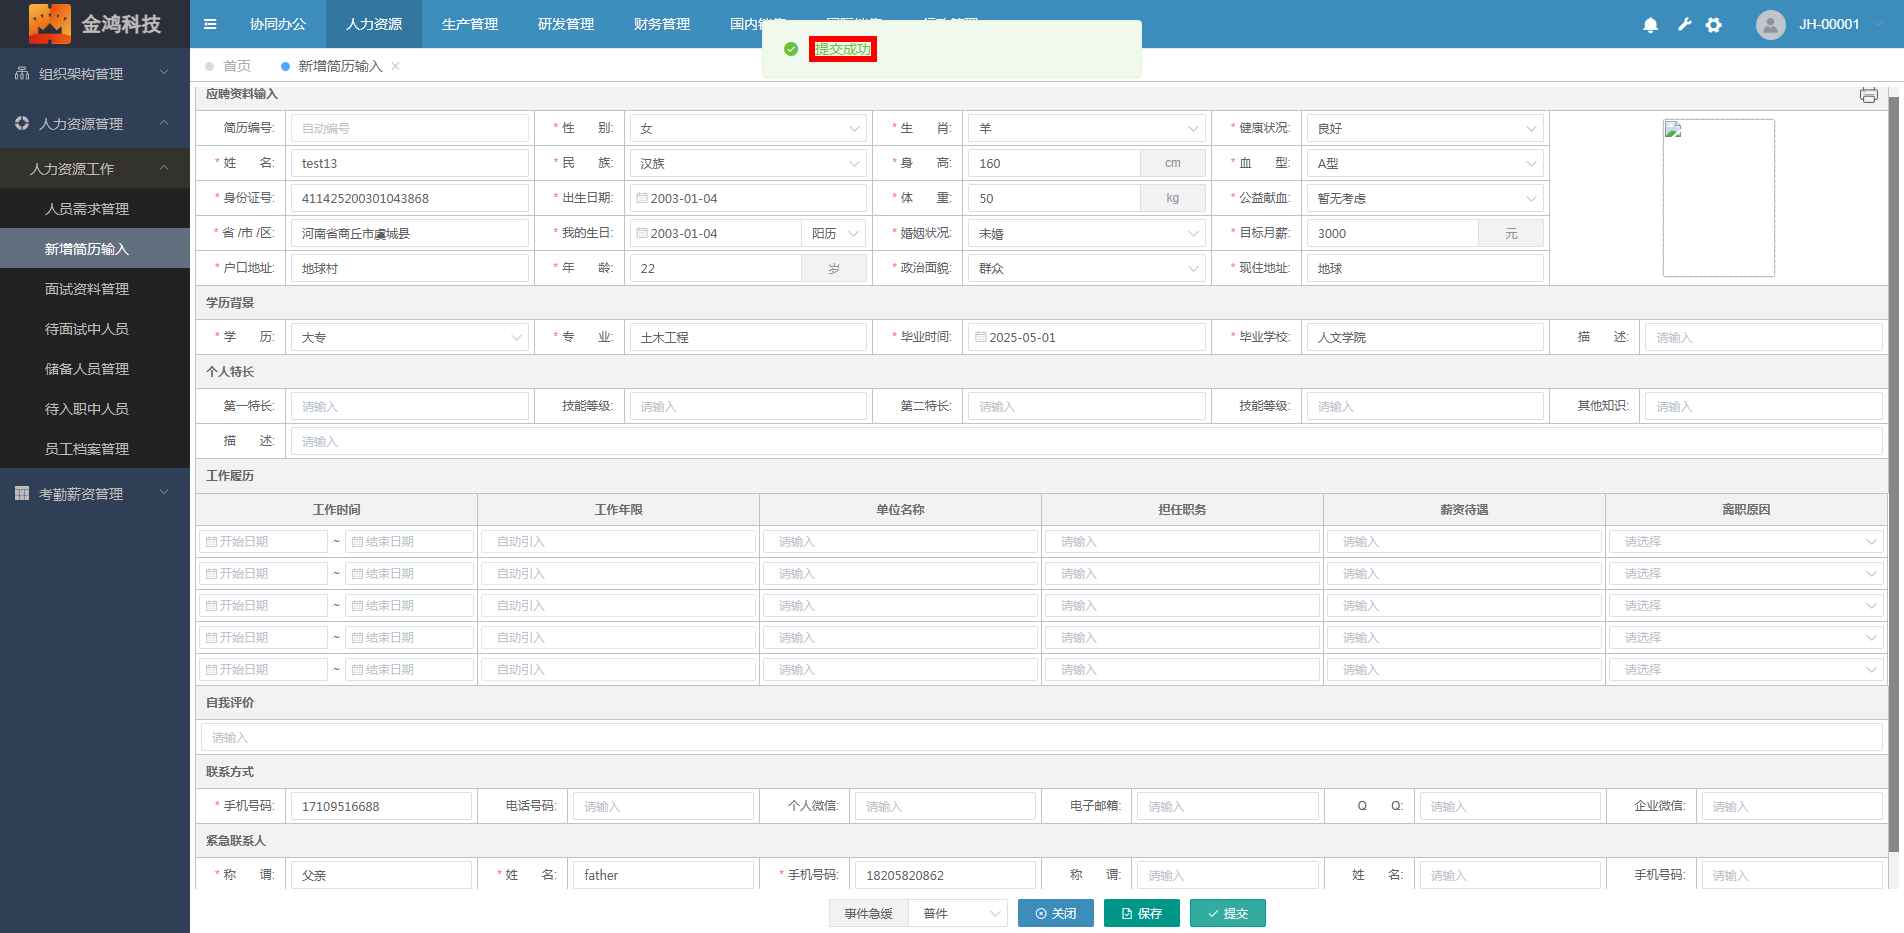 金鸿科技
协同办公 人力资源 生产管理 研发管理 财务管理 国内销售
JH-00001
提交成功
首页 新增简历输入
组织架构管理
人力资源管理
人力资源工作
人员需求管理
新增简历输入
面试资料管理
待面试中人员
储备人员管理
待入职中人员
员工档案管理
考勤薪资管理
应聘资料输入
简历编号: 自动编号 * 性 别: 女 * 生 肖: 羊 * 健康状况: 良好
* 姓 名: test13 * 民 族: 汉族 * 身 高: 160 cm * 血 型: A型
* 身份证号: 411425200301043868 * 出生日期: 2003-01-04 * 体 重: 50 kg * 公益献血: 暂无考虑
* 省/市/区: 河南省商丘市虞城县 * 我的生日: 2003-01-04 阳历 * 婚姻状况: 未婚 * 目标月薪: 3000 元
* 户口地址: 地球村 * 年 龄: 22 岁 * 政治面貌: 群众 * 现住地址: 地球
学历背景
* 学 历: 大专 * 专 业: 土木工程 * 毕业时间: 2025-05-01 * 毕业学校: 人文学院 描 述: 请输入
个人特长
第一特长: 请输入 技能等级: 请输入 第二特长: 请输入 技能等级: 请输入 其他知识: 请输入
描 述: 请输入
工作履历
工作时间 工作年限 单位名称 担任职务 薪资待遇 离职原因
开始日期 ~ 结束日期 自动引入 请输入 请输入 请输入 请选择
开始日期 ~ 结束日期 自动引入 请输入 请输入 请输入 请选择
开始日期 ~ 结束日期 自动引入 请输入 请输入 请输入 请选择
开始日期 ~ 结束日期 自动引入 请输入 请输入 请输入 请选择
开始日期 ~ 结束日期 自动引入 请输入 请输入 请输入 请选择
自我评价
请输入
联系方式
* 手机号码: 17109516688 电话号码: 请输入 个人微信: 请输入 电子邮箱: 请输入 Q Q: 请输入 企业微信: 请输入
紧急联系人
* 称 谓: 父亲 * 姓 名: father * 手机号码: 18205820862 称 谓: 请输入 姓 名: 请输入 手机号码: 请输入
事件急缓 普件 关闭 保存 提交